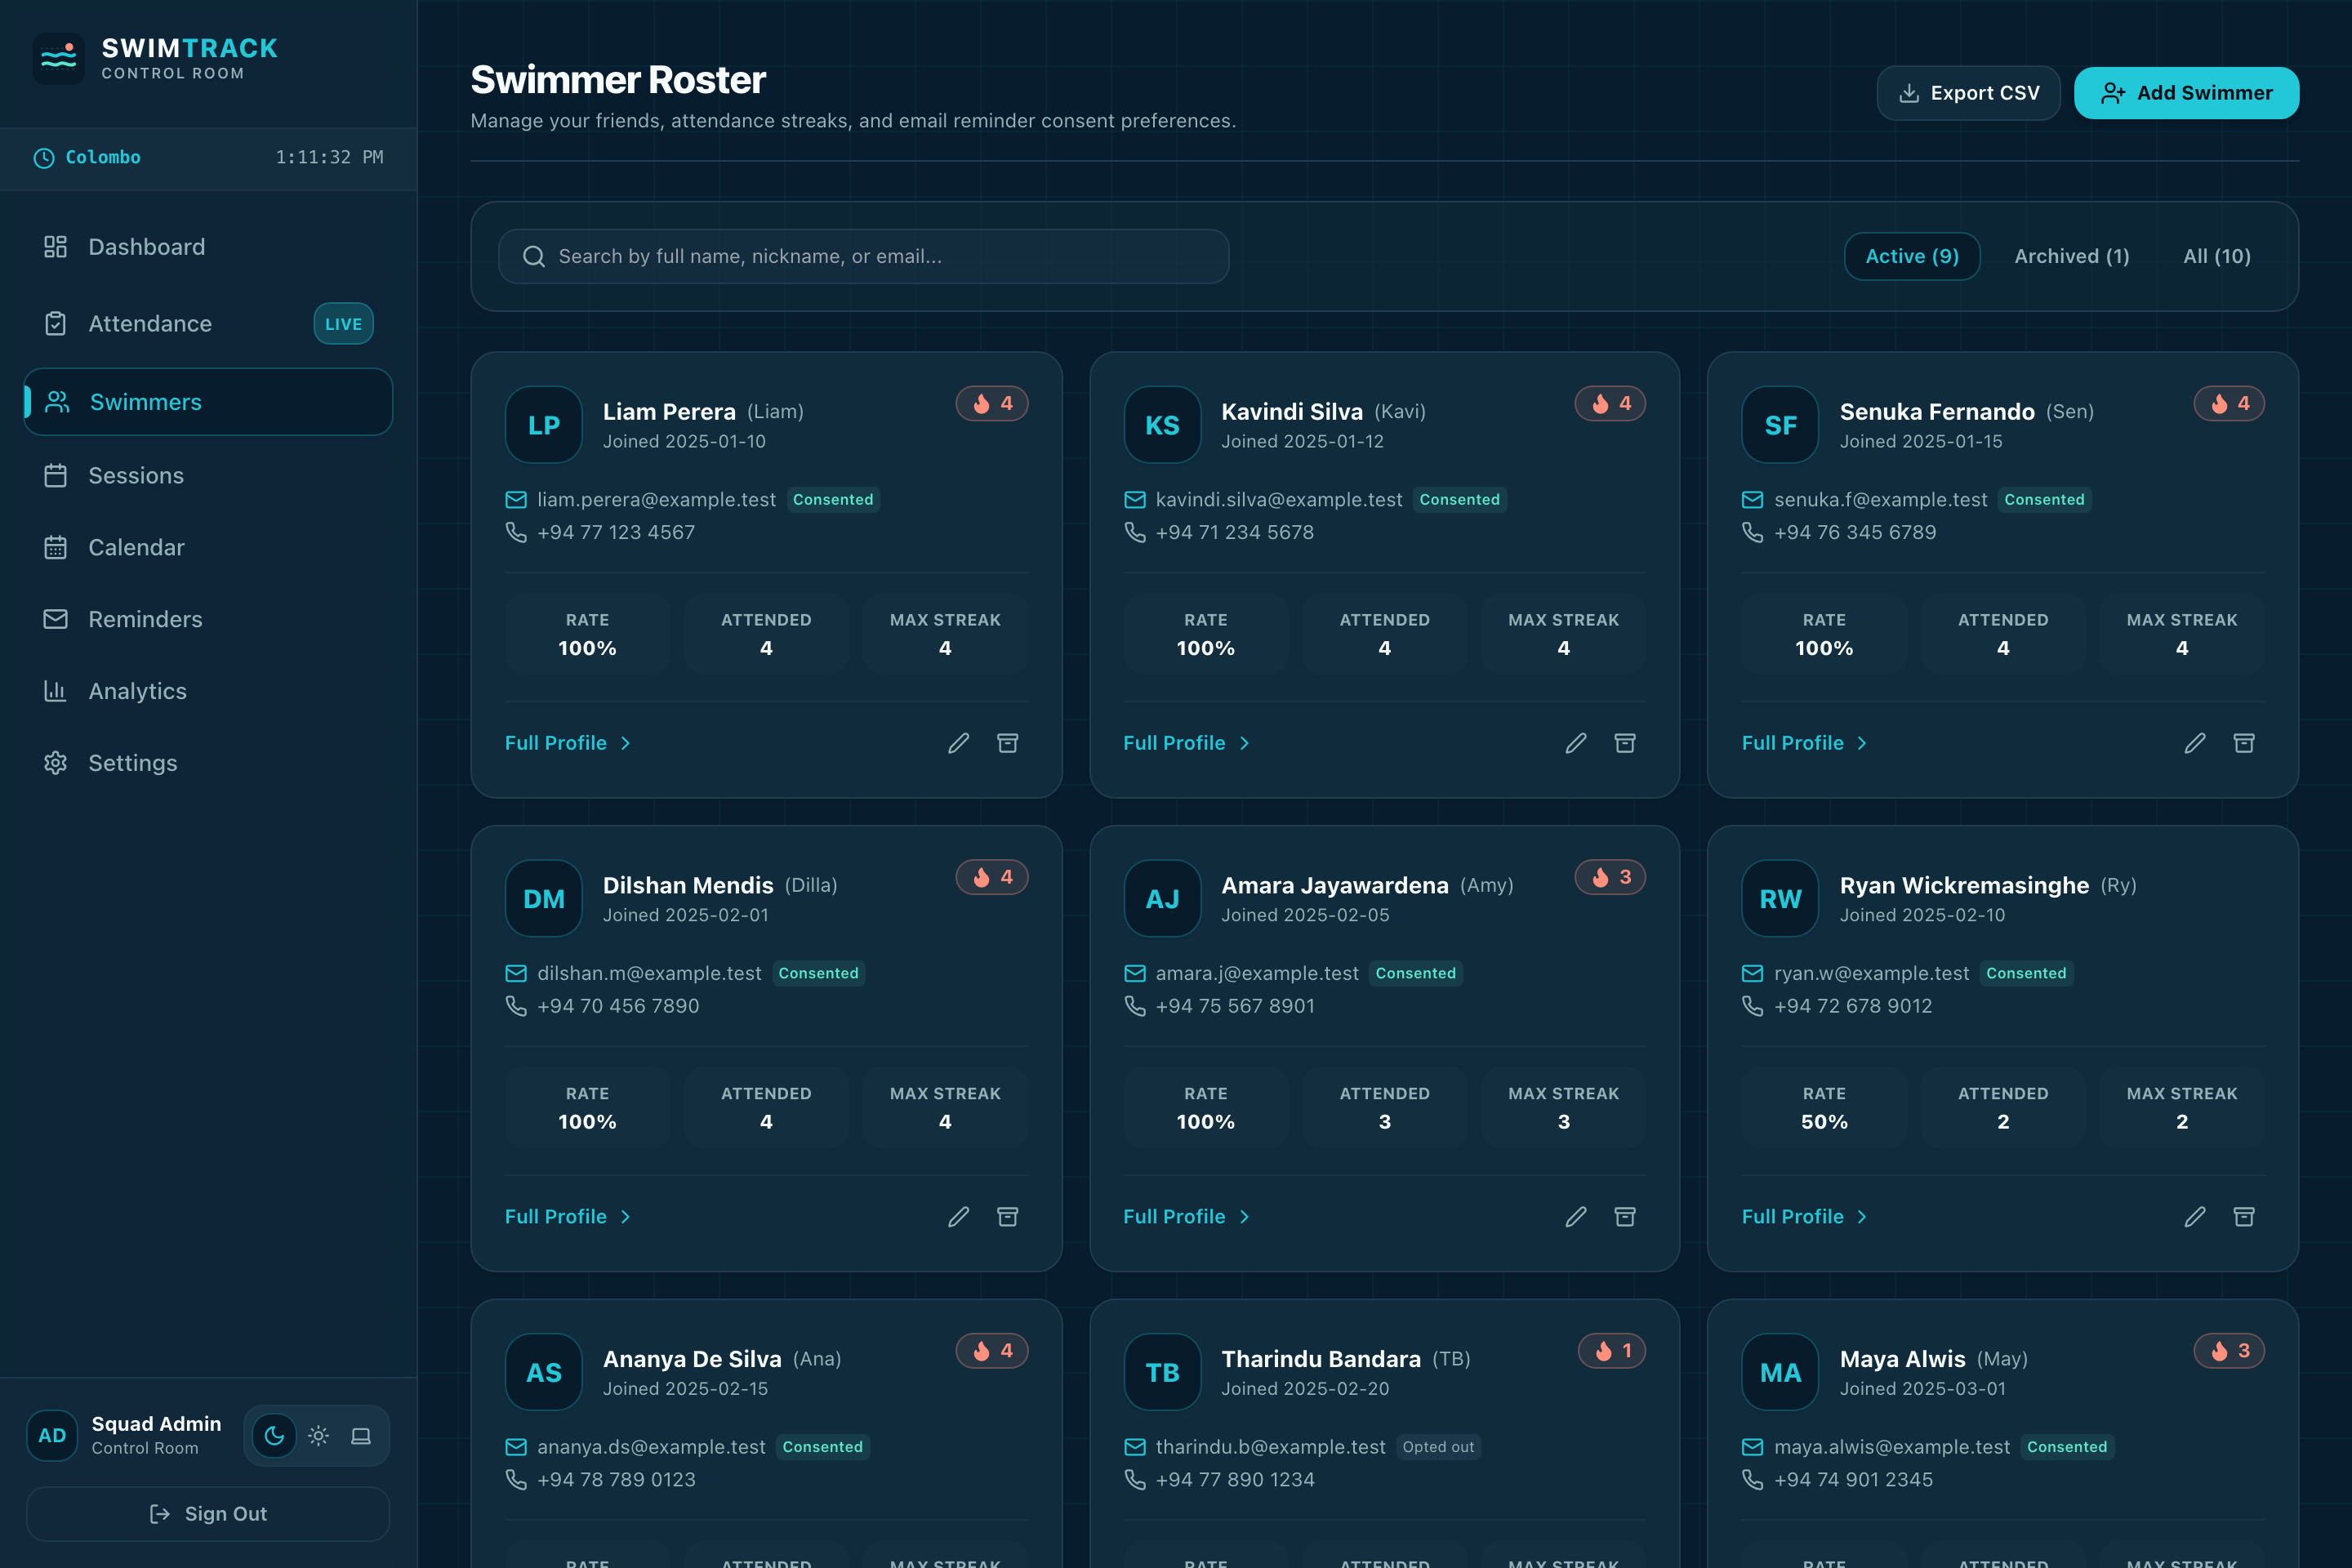 SWIMTRACK
CONTROL ROOM
Colombo 1:11:32 PM
Dashboard
Attendance LIVE
Swimmers
Sessions
Calendar
Reminders
Analytics
Settings
AD Squad Admin
Control Room
Sign Out
Swimmer Roster
Manage your friends, attendance streaks, and email reminder consent preferences.
Export CSV
Add Swimmer
Search by full name, nickname, or email...
Active (9) Archived (1) All (10)
LP Liam Perera (Liam) 4
Joined 2025-01-10
liam.perera@example.test Consented
+94 77 123 4567
RATE ATTENDED MAX STREAK
100% 4 4
Full Profile
KS Kavindi Silva (Kavi) 4
Joined 2025-01-12
kavindi.silva@example.test Consented
+94 71 234 5678
RATE ATTENDED MAX STREAK
100% 4 4
Full Profile
SF Senuka Fernando (Sen) 4
Joined 2025-01-15
senuka.f@example.test Consented
+94 76 345 6789
RATE ATTENDED MAX STREAK
100% 4 4
Full Profile
DM Dilshan Mendis (Dilla) 4
Joined 2025-02-01
dilshan.m@example.test Consented
+94 70 456 7890
RATE ATTENDED MAX STREAK
100% 4 4
Full Profile
AJ Amara Jayawardena (Amy) 3
Joined 2025-02-05
amara.j@example.test Consented
+94 75 567 8901
RATE ATTENDED MAX STREAK
100% 3 3
Full Profile
RW Ryan Wickremasinghe (Ry)
Joined 2025-02-10
ryan.w@example.test Consented
+94 72 678 9012
RATE ATTENDED MAX STREAK
50% 2 2
Full Profile
AS Ananya De Silva (Ana) 4
Joined 2025-02-15
ananya.ds@example.test Consented
+94 78 789 0123
RATE ATTENDED MAX STREAK
TB Tharindu Bandara (TB) 1
Joined 2025-02-20
tharindu.b@example.test Opted out
+94 77 890 1234
RATE ATTENDED MAX STREAK
MA Maya Alwis (May) 3
Joined 2025-03-01
maya.alwis@example.test Consented
+94 74 901 2345
RATE ATTENDED MAX STREAK